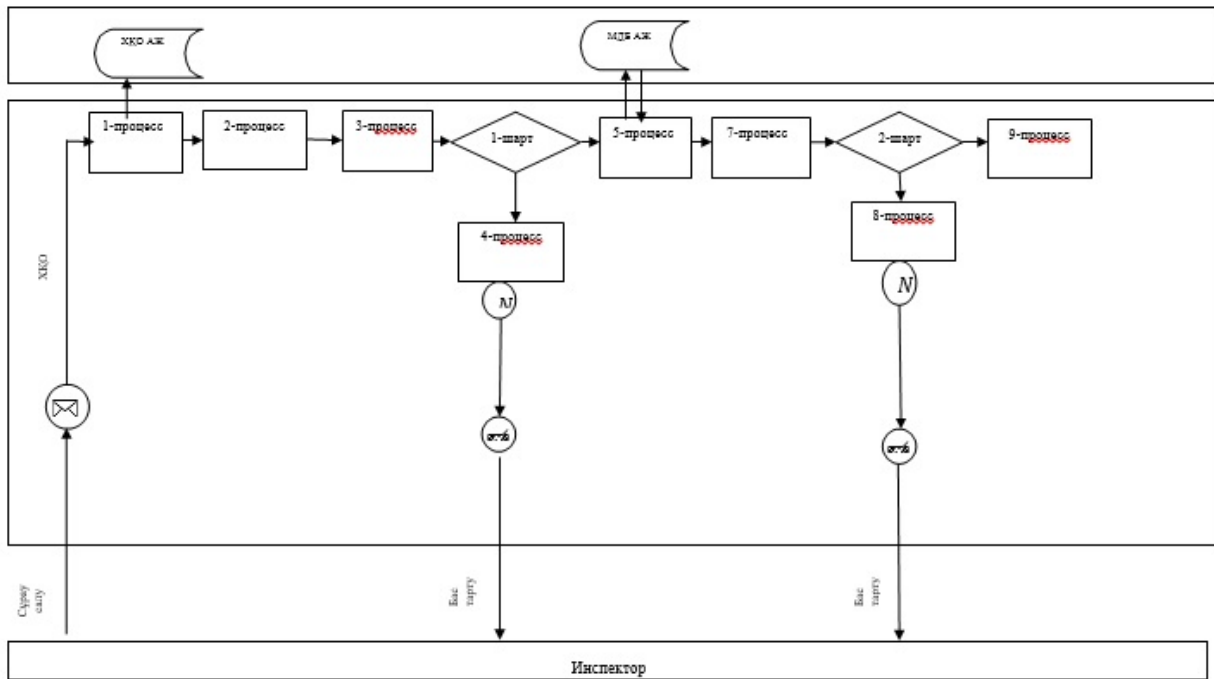 ХҚО АЖ
МДБ АЖ
1-процесс
2-процесс
3-процесс
1-шарт
5-процесс
7-процесс
2-шарт
9-процесс
4-процесс
8-процесс
ХҚО
N
N
Сұрау
салу
Бас
тарту
Бас
тарту
Инспектор